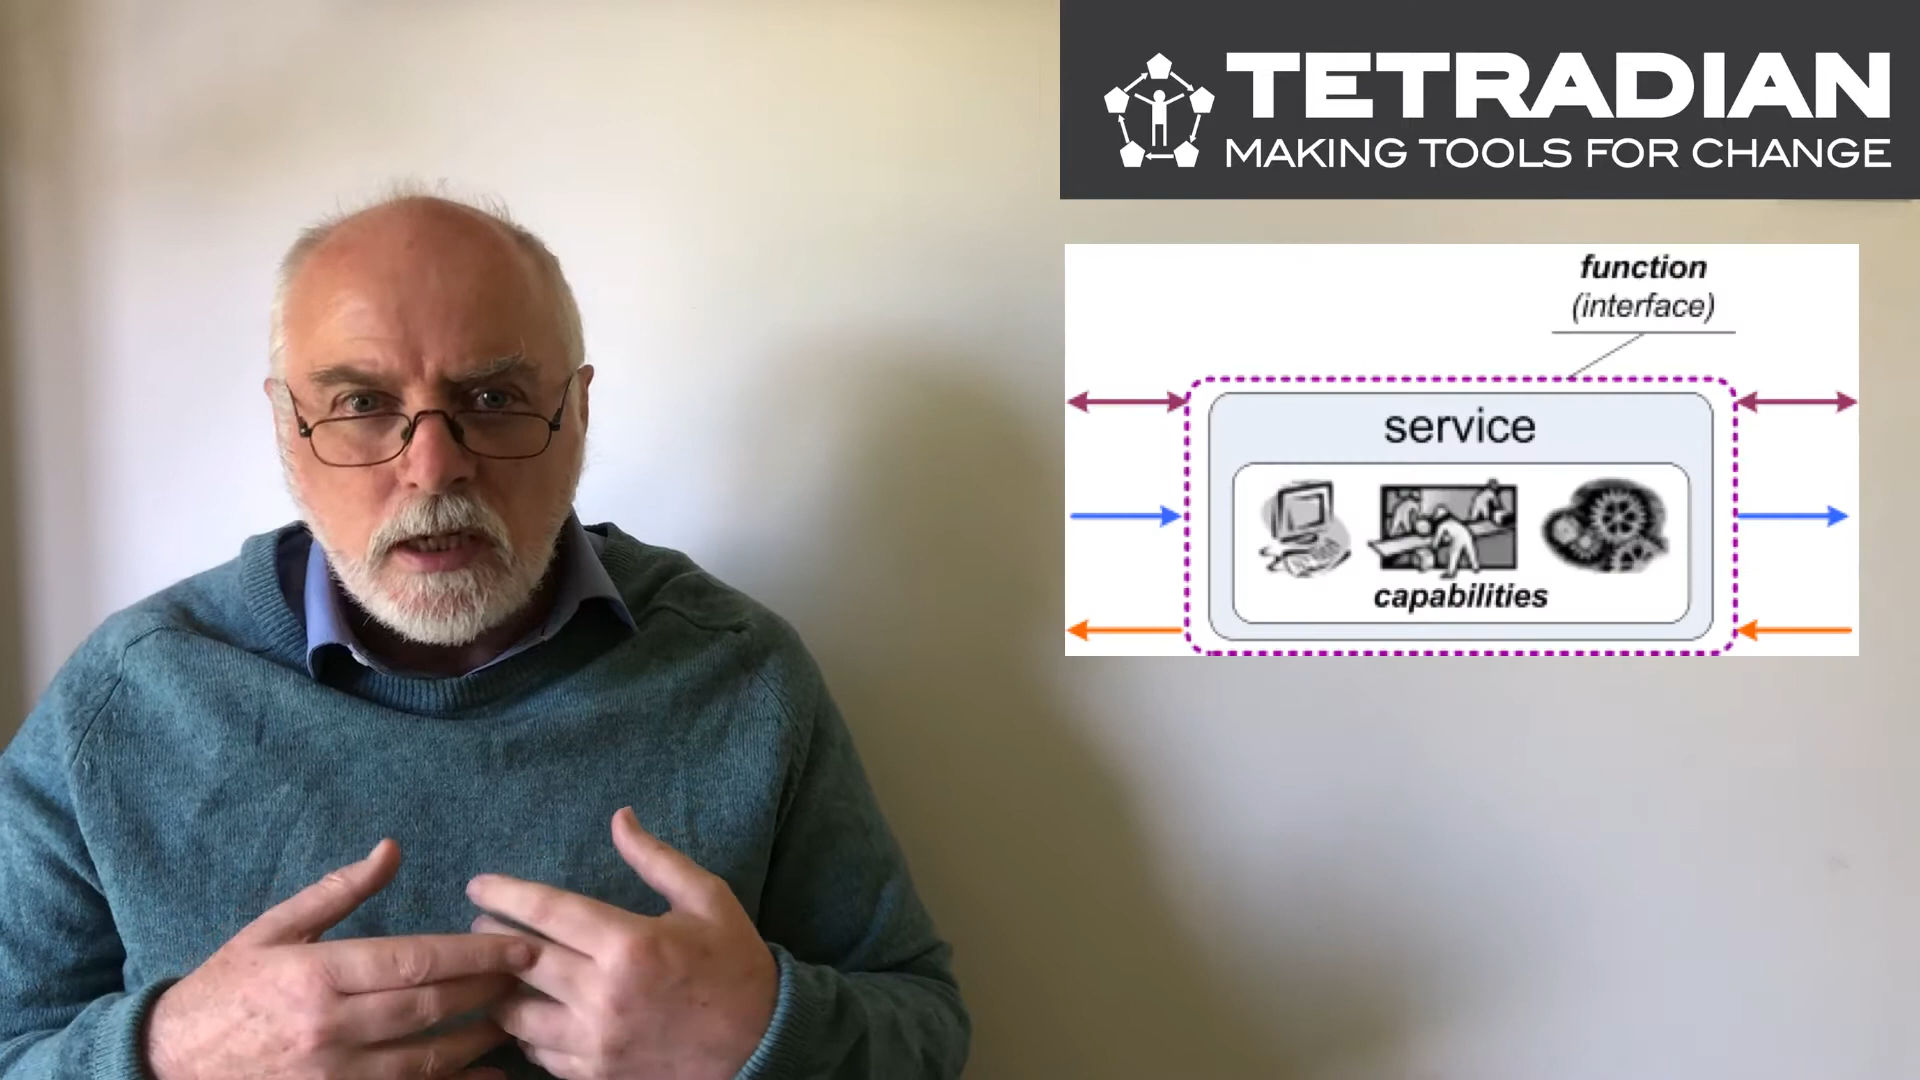 TETRADIAN
MAKING TOOLS FOR CHANGE
function
(interface)
service
capabilities